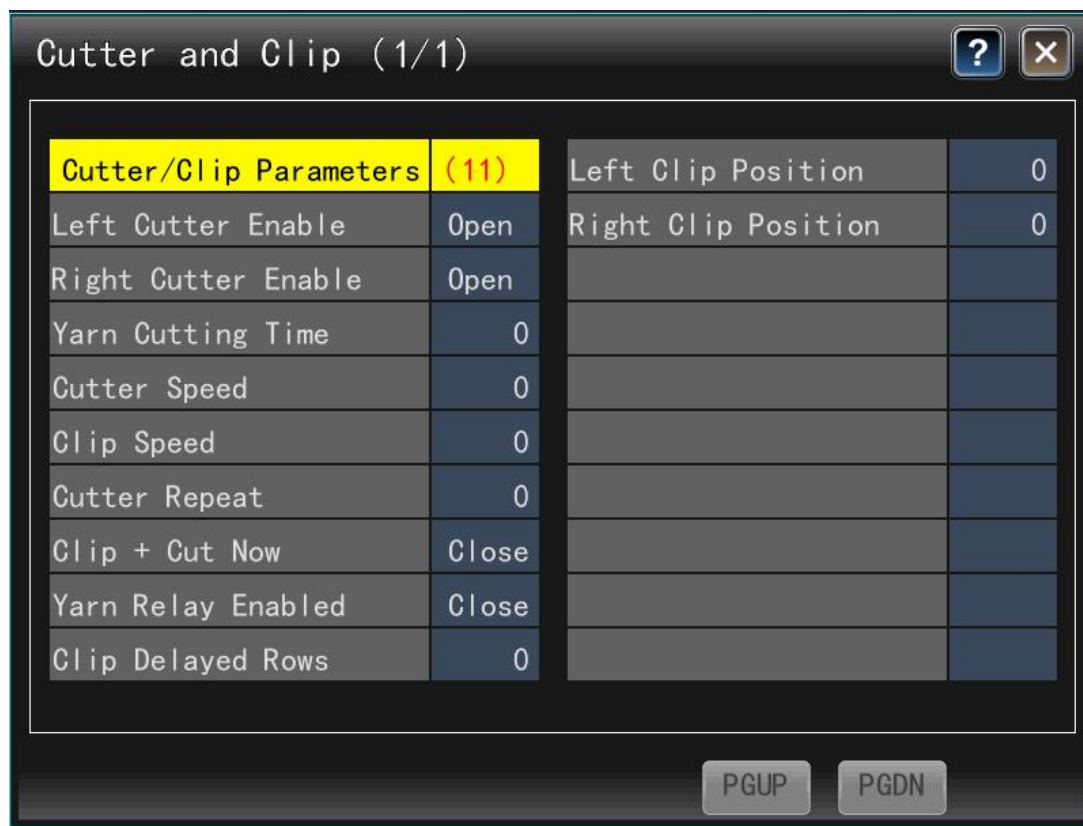 Cutter and Clip (1/1)
?
×
Cutter/Clip Parameters (11)
Left Cutter Enable Open
Right Cutter Enable Open
Yarn Cutting Time 0
Cutter Speed 0
Clip Speed 0
Cutter Repeat 0
Clip + Cut Now Close
Yarn Relay Enabled Close
Clip Delayed Rows 0
Left Clip Position 0
Right Clip Position 0
PGUP
PGDN